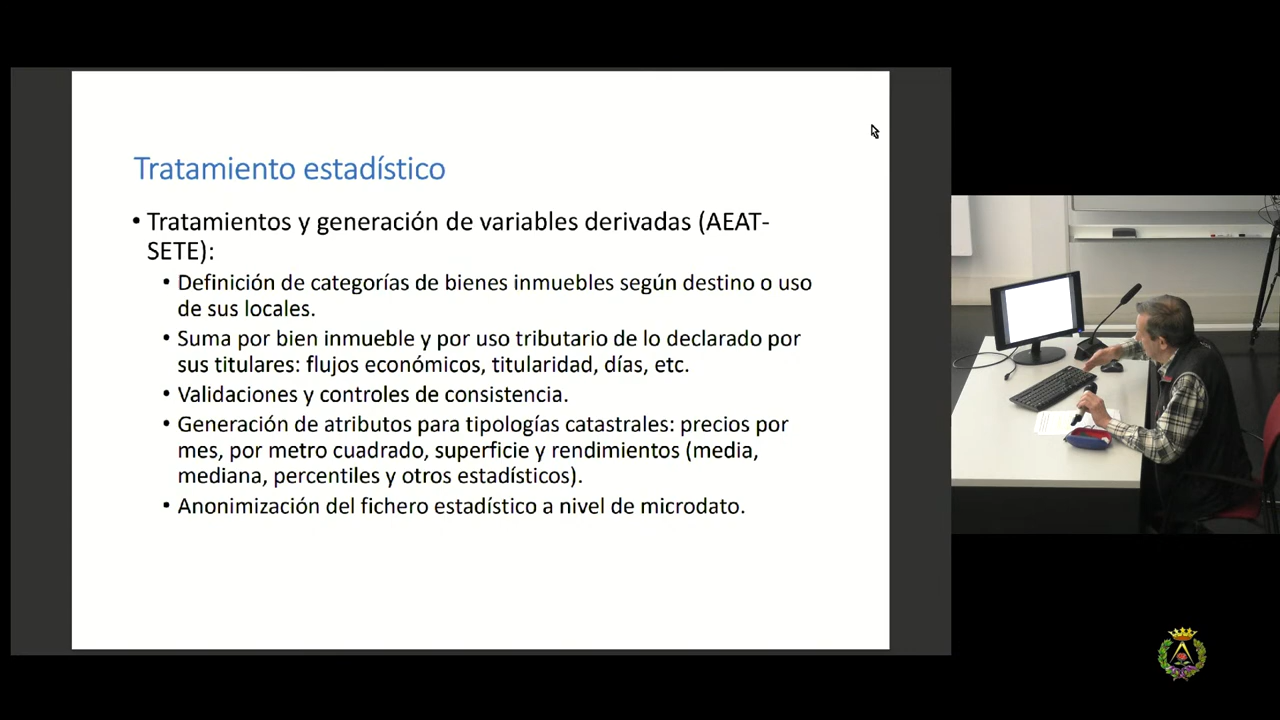 Tratamiento estadístico
• Tratamientos y generación de variables derivadas (AEAT-
SETE):
• Definición de categorías de bienes inmuebles según destino o uso
de sus locales.
• Suma por bien inmueble y por uso tributario de lo declarado por
sus titulares: flujos económicos, titularidad, días, etc.
• Validaciones y controles de consistencia.
• Generación de atributos para tipologías catastrales: precios por
mes, por metro cuadrado, superficie y rendimientos (media,
mediana, percentiles y otros estadísticos).
• Anonimización del fichero estadístico a nivel de microdato.